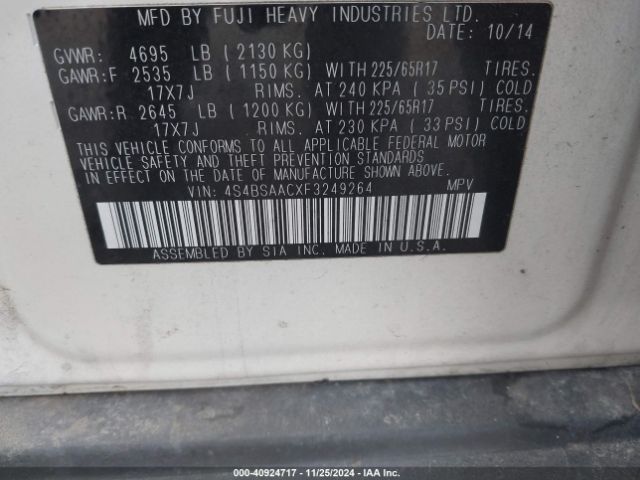 MFD BY FUJI HEAVY INDUSTRIES LTD.
DATE: 10/14
GVWR: 4695 LB (2130 KG)
GAWR:F 2535 LB (1150 KG) WITH 225/65R17 TIRES.
17X7J RIMS. AT 240 KPA (35 PSI) COLD
GAWR:R 2645 LB (1200 KG) WITH 225/65R17 TIRES.
17X7J RIMS. AT 230 KPA (33 PSI) COLD
THIS VEHICLE CONFORMS TO ALL APPLICABLE FEDERAL MOTOR
VEHICLE SAFETY AND THEFT PREVENTION STANDARDS
IN EFFECT ON THE DATE OF MANUFACTURE SHOWN ABOVE.
VIN: 4S4BSAACXF3249264 MPV
ASSEMBLED BY SIA INC. MADE IN U.S.A.
000-40924717 - 11/25/2024 - IAA Inc.